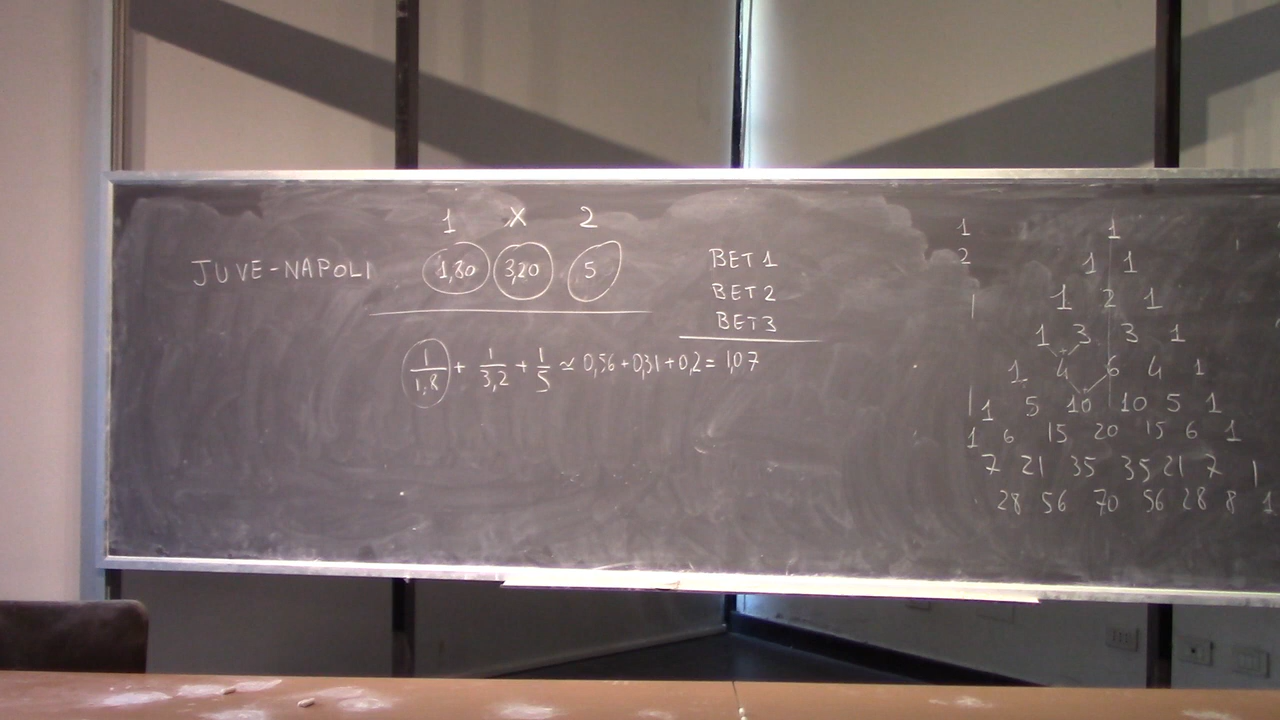 1 X 2
JUVE-NAPOLI 1,80 3,20 5
1/1,8 + 1/3,2 + 1/5 ≃ 0,56+0,31+0,2= 1,07
BET 1
BET 2
BET 3
1
2
1
1 1
1 2 1
1 3 3 1
1 4 6 4 1
1 5 10 10 5 1
1 6 15 20 15 6 1
7 21 35 35 21 7 1
28 56 70 56 28 8 1